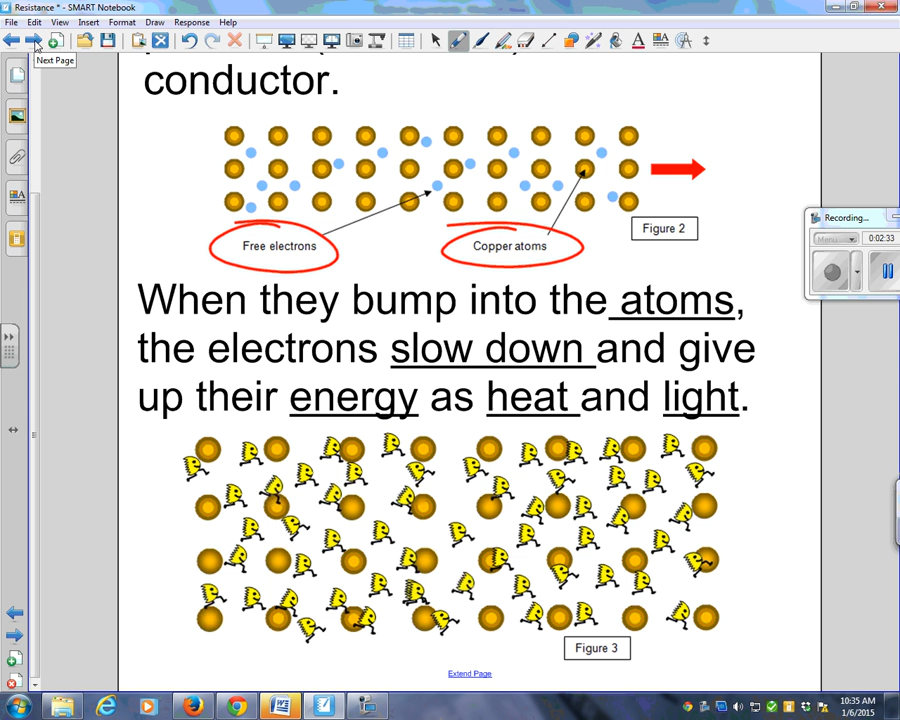 Resistance * - SMART Notebook
File Edit View Insert Format Draw Response Help
Next Page
conductor.
Free electrons
Copper atoms
Figure 2
Recording...
Menu
0:02:33
When they bump into the atoms,
the electrons slow down and give
up their energy as heat and light.
Figure 3
Extend Page
10:35 AM
1/6/2015